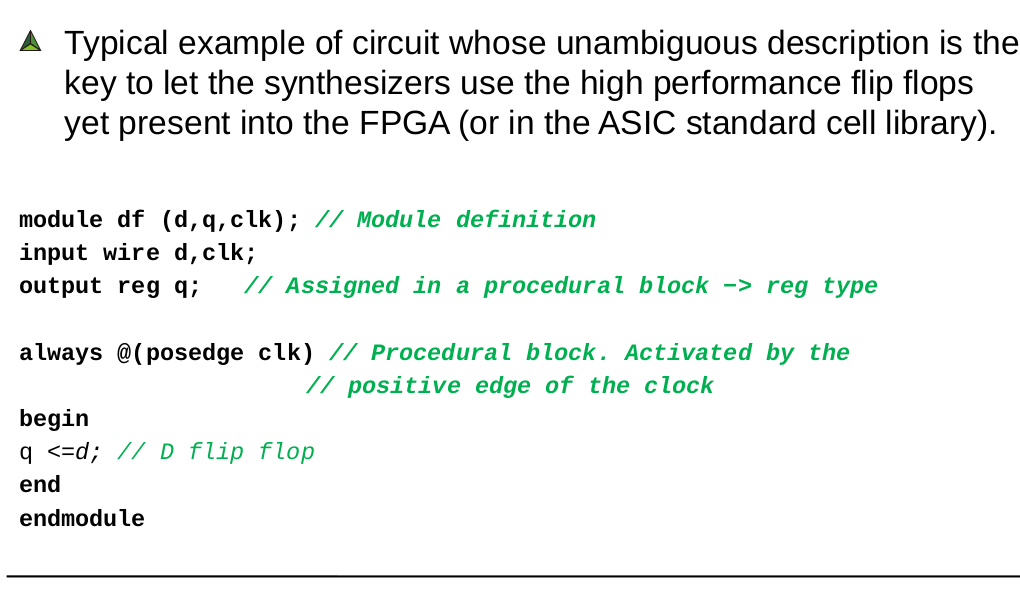 Typical example of circuit whose unambiguous description is the
key to let the synthesizers use the high performance flip flops
yet present into the FPGA (or in the ASIC standard cell library).
module df (d,q,clk); // Module definition
input wire d,clk;
output reg q; // Assigned in a procedural block −> reg type
always @(posedge clk) // Procedural block. Activated by the
// positive edge of the clock
begin
q <=d; // D flip flop
end
endmodule